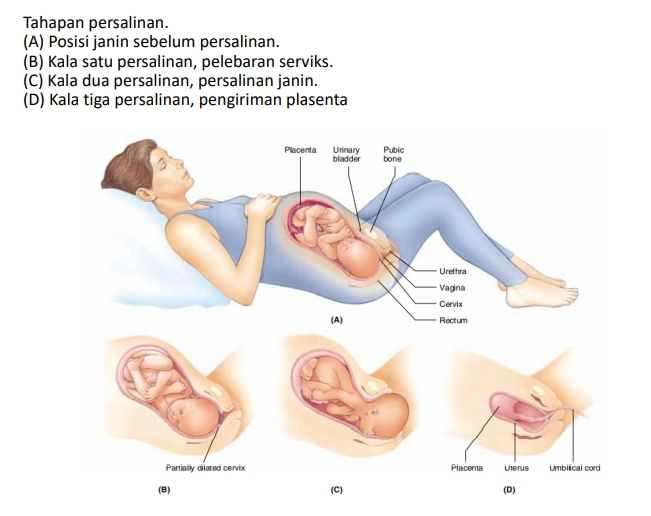 Tahapan persalinan.
(A) Posisi janin sebelum persalinan.
(B) Kala satu persalinan, pelebaran serviks.
(C) Kala dua persalinan, persalinan janin.
(D) Kala tiga persalinan, pengiriman plasenta
Placenta
Urinary
bladder
Pubic
bone
Urethra
Vagina
Cervix
Rectum
(A)
Partially dilated cervix
Placenta
Uterus
Umbilical cord
(B)
(C)
(D)